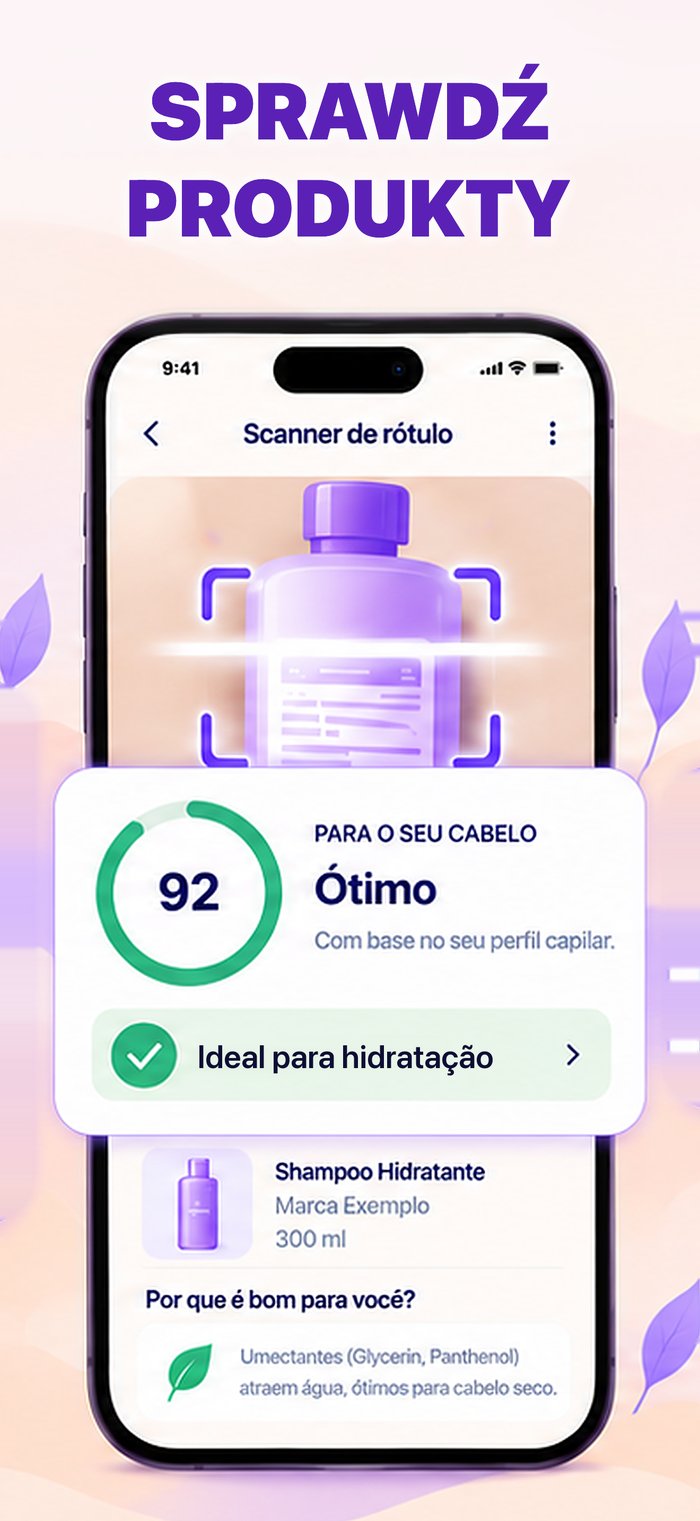 SPRAWDŹ
PRODUKTY
9:41
Scanner de rótulo
92
PARA O SEU CABELO
Ótimo
Com base no seu perfil capilar.
Ideal para hidratação
Shampoo Hidratante
Marca Exemplo
300 ml
Por que é bom para você?
Umectantes (Glycerin, Panthenol)
atraem água, ótimos para cabelo seco.